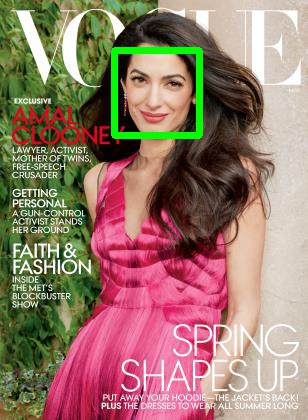 VOGUE
EXCLUSIVE
AMAL
CLOONEY
LAWYER, ACTIVIST,
MOTHER OF TWINS,
FREE-SPEECH
CRUSADER
GETTING
PERSONAL
A GUN-CONTROL
ACTIVIST STANDS
HER GROUND
FAITH &
FASHION
INSIDE
THE MET'S
BLOCKBUSTER
SHOW
SPRING
SHAPES UP
PUT AWAY YOUR HOODIE—THE JACKET'S BACK!
PLUS THE DRESSES TO WEAR ALL SUMMER LONG